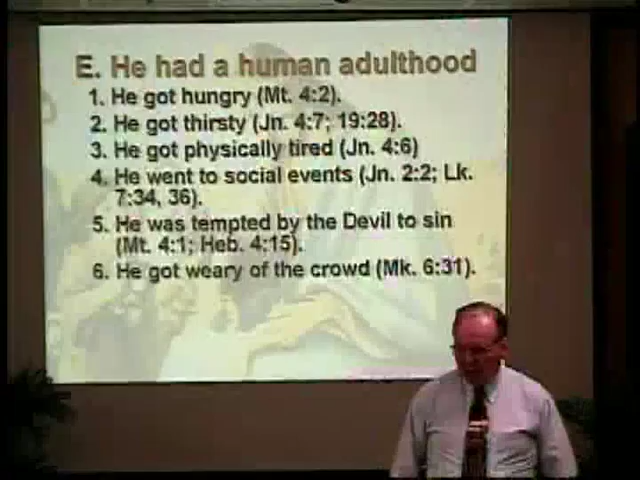 E. He had a human adulthood
1. He got hungry (Mt. 4:2).
2. He got thirsty (Jn. 4:7; 19:28).
3. He got physically tired (Jn. 4:6)
4. He went to social events (Jn. 2:2; Lk.
7:34, 36).
5. He was tempted by the Devil to sin
(Mt. 4:1; Heb. 4:15).
6. He got weary of the crowd (Mk. 6:31).